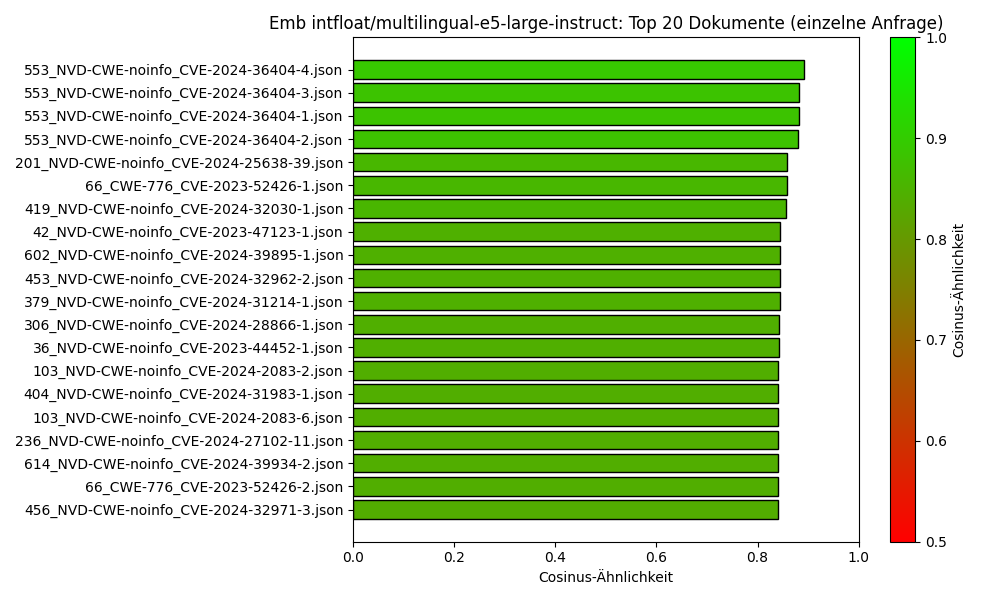 Emb intfloat/multilingual-e5-large-instruct: Top 20 Dokumente (einzelne Anfrage)
553_NVD-CWE-noinfo_CVE-2024-36404-4.json
553_NVD-CWE-noinfo_CVE-2024-36404-3.json
553_NVD-CWE-noinfo_CVE-2024-36404-1.json
553_NVD-CWE-noinfo_CVE-2024-36404-2.json
201_NVD-CWE-noinfo_CVE-2024-25638-39.json
66_CWE-776_CVE-2023-52426-1.json
419_NVD-CWE-noinfo_CVE-2024-32030-1.json
42_NVD-CWE-noinfo_CVE-2023-47123-1.json
602_NVD-CWE-noinfo_CVE-2024-39895-1.json
453_NVD-CWE-noinfo_CVE-2024-32962-2.json
379_NVD-CWE-noinfo_CVE-2024-31214-1.json
306_NVD-CWE-noinfo_CVE-2024-28866-1.json
36_NVD-CWE-noinfo_CVE-2023-44452-1.json
103_NVD-CWE-noinfo_CVE-2024-2083-2.json
404_NVD-CWE-noinfo_CVE-2024-31983-1.json
103_NVD-CWE-noinfo_CVE-2024-2083-6.json
236_NVD-CWE-noinfo_CVE-2024-27102-11.json
614_NVD-CWE-noinfo_CVE-2024-39934-2.json
66_CWE-776_CVE-2023-52426-2.json
456_NVD-CWE-noinfo_CVE-2024-32971-3.json
0.0 0.2 0.4 0.6 0.8 1.0
Cosinus-Ähnlichkeit
1.0
0.9
0.8
0.7
0.6
0.5
Cosinus-Ähnlichkeit